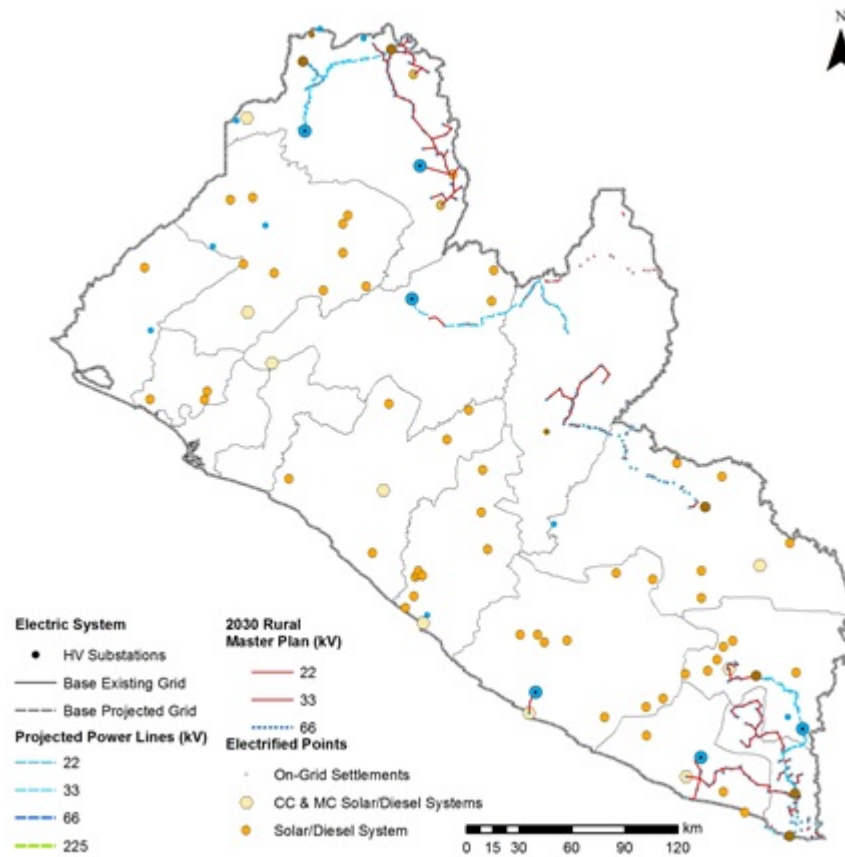 N
Electric System
HV Substations
Base Existing Grid
Base Projected Grid
Projected Power Lines (kV)
22
33
66
225
2030 Rural
Master Plan (kV)
22
33
66
Electrified Points
On-Grid Settlements
CC & MC Solar/Diesel Systems
Solar/Diesel System
km
0 15 30 60 90 120